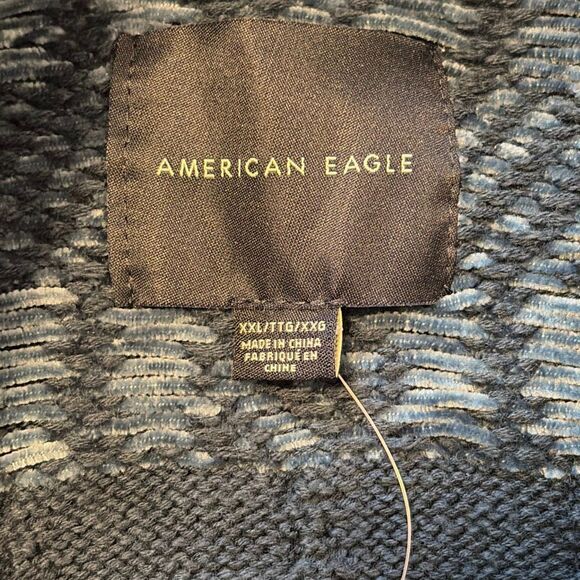 AMERICAN EAGLE
XXL/TTG/XXG
MADE IN CHINA
FABRIQUÉ EN
CHINE